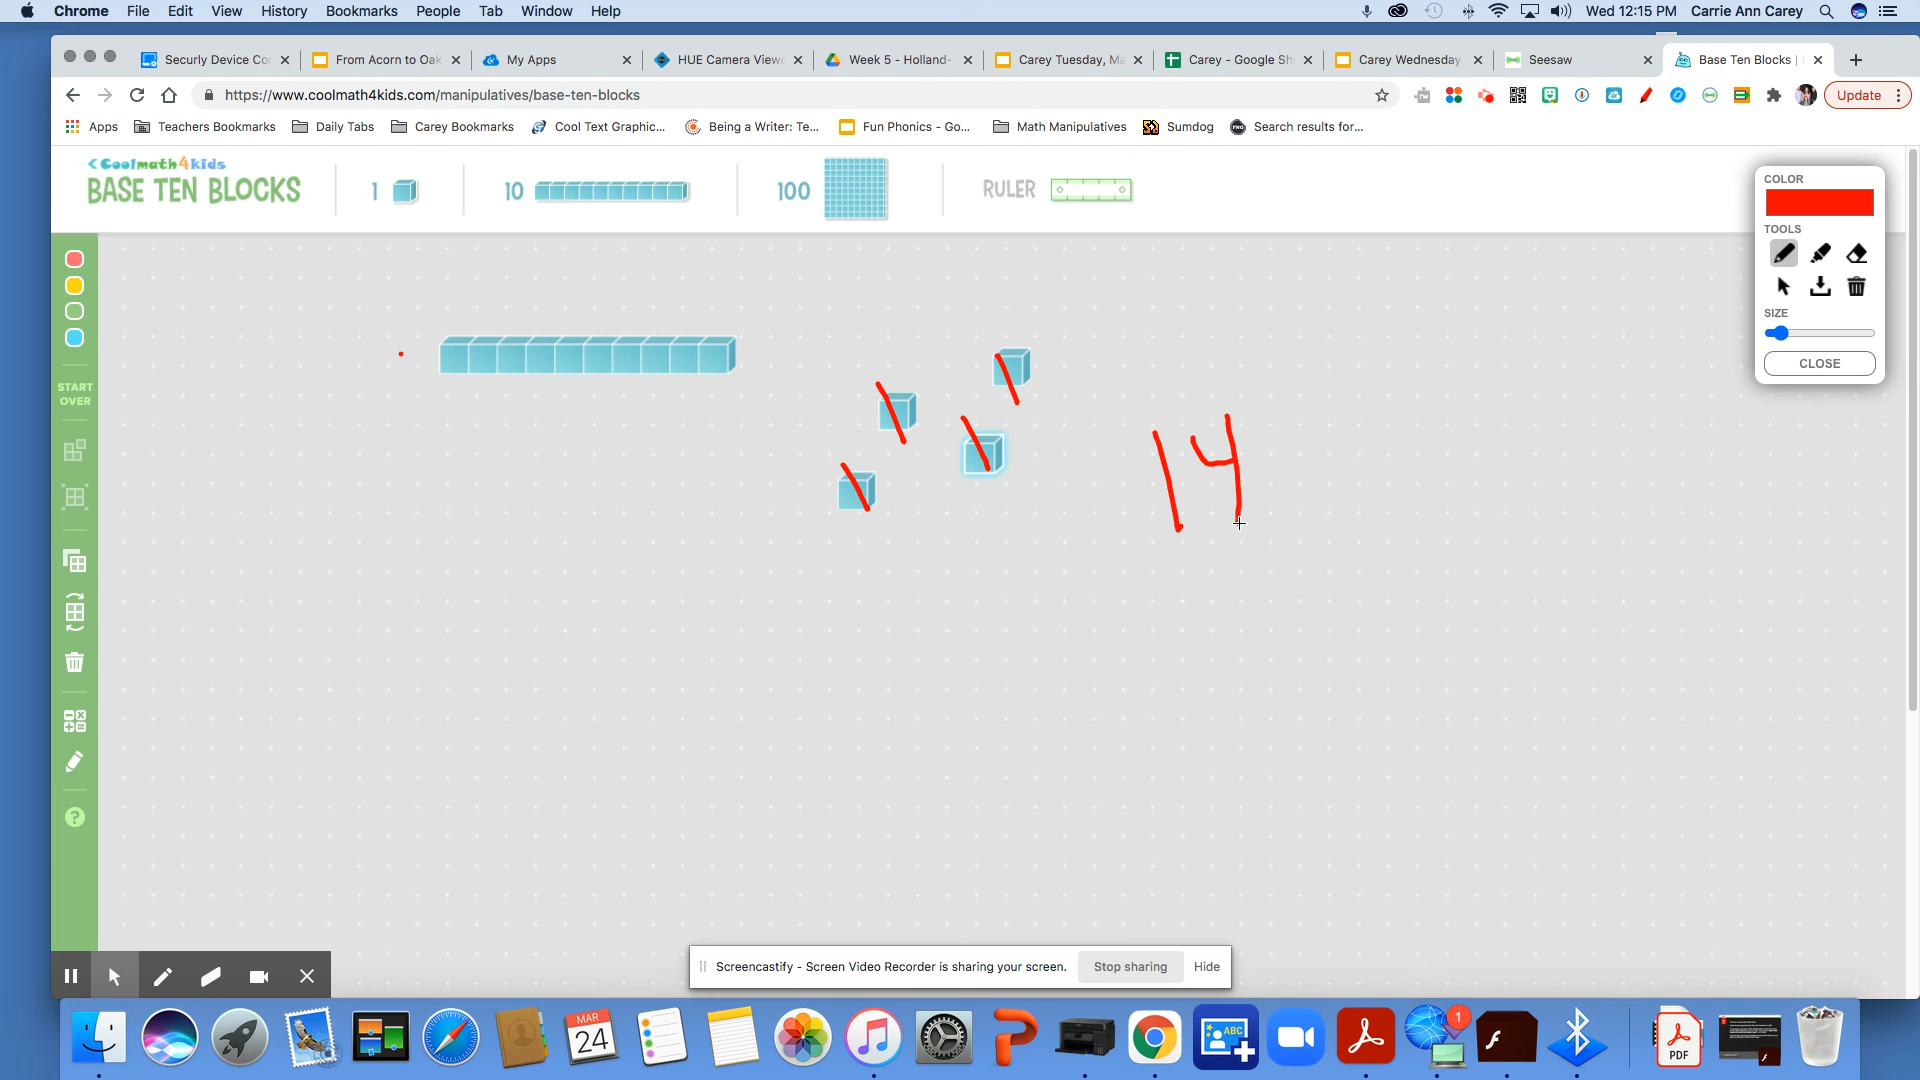 Chrome File Edit View History Bookmarks People Tab Window Help Wed 12:15 PM Carrie Ann Carey
Securly Device Co From Acorn to Oak My Apps HUE Camera View Week 5 - Holland- Carey Tuesday, Ma Carey - Google Sh Carey Wednesday Seesaw Base Ten Blocks |
https://www.coolmath4kids.com/manipulatives/base-ten-blocks Update
Apps Teachers Bookmarks Daily Tabs Carey Bookmarks Cool Text Graphic... Being a Writer: Te... Fun Phonics - Go... Math Manipulatives Sumdog Search results for...
Coolmath4kids
BASE TEN BLOCKS 1 10 100 RULER
COLOR
TOOLS
SIZE
CLOSE
START
OVER
14
Screencastify - Screen Video Recorder is sharing your screen. Stop sharing Hide
MAR
24
ABC
1
PDF